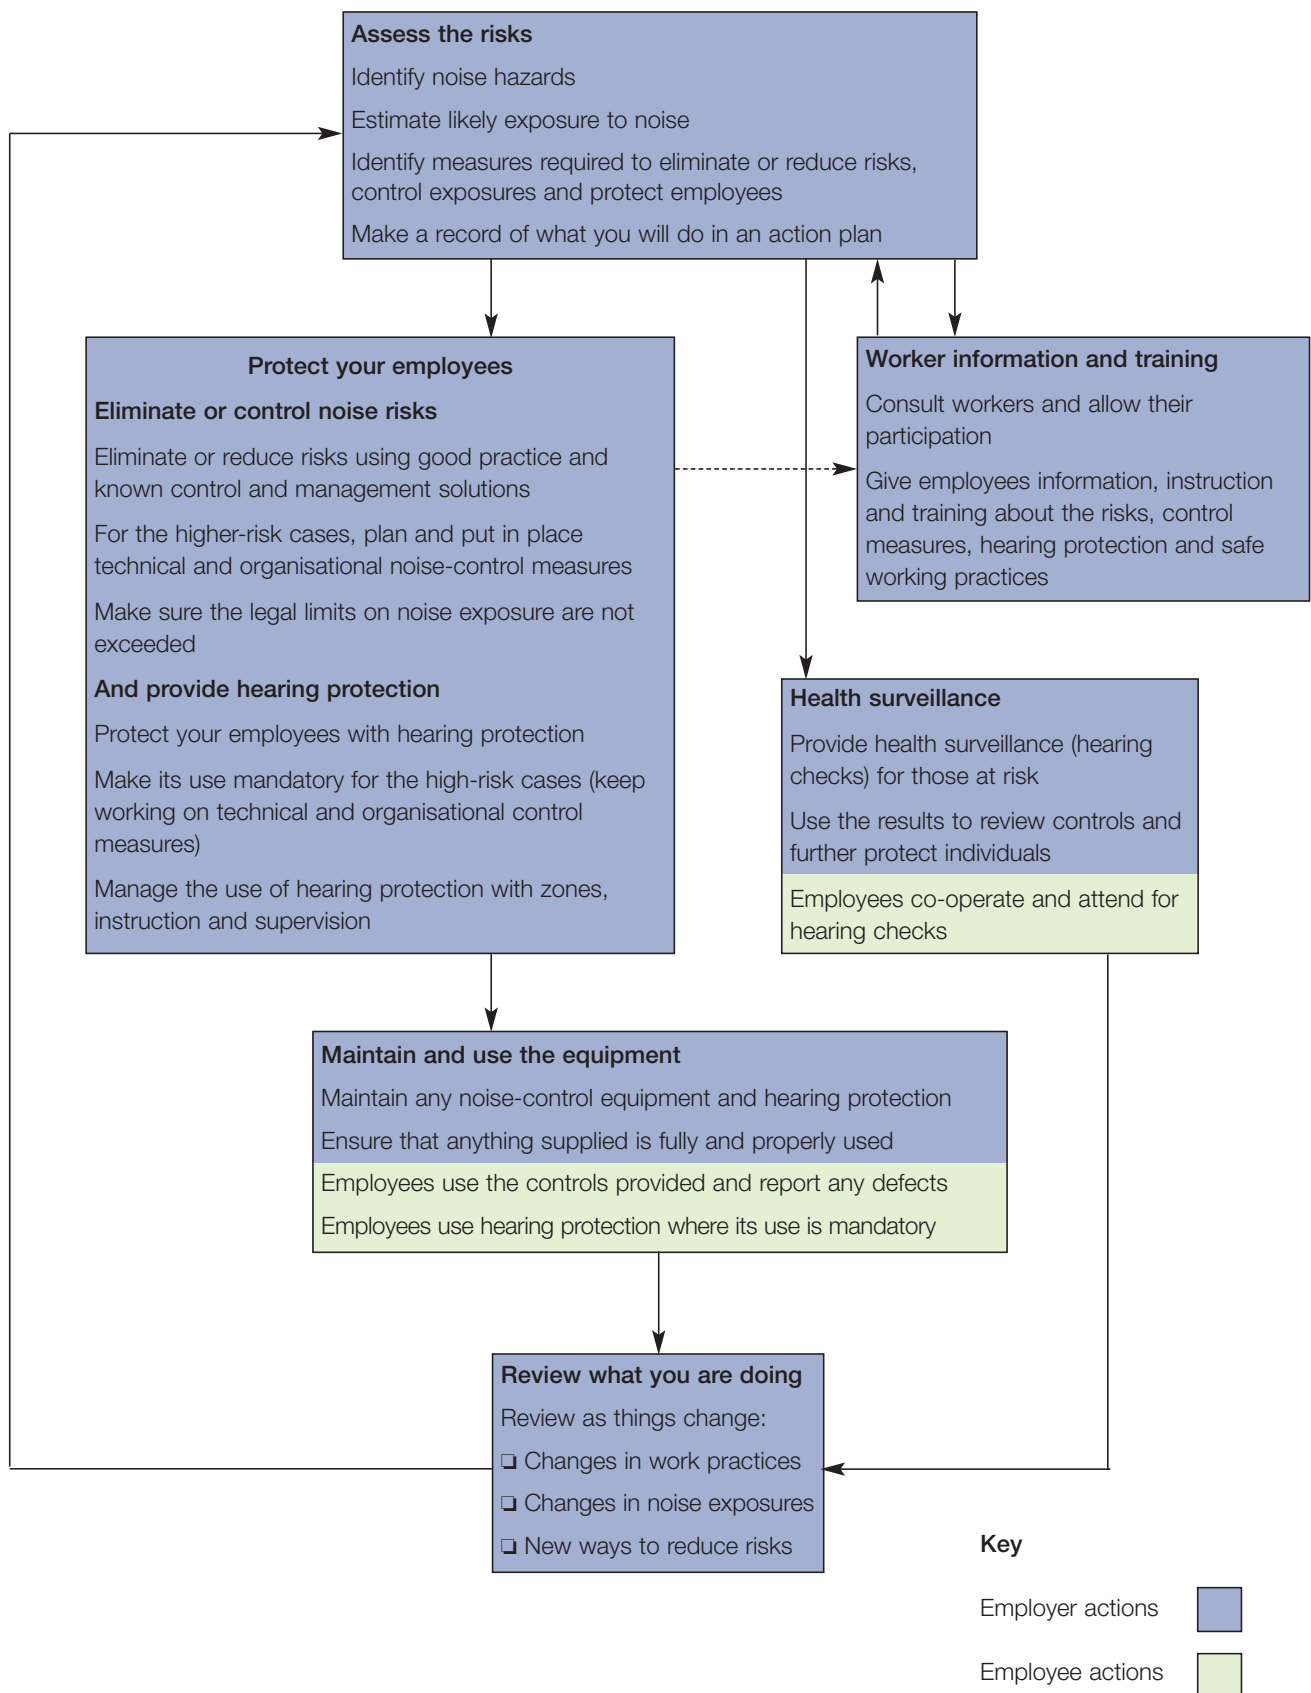 Assess the risks
Identify noise hazards
Estimate likely exposure to noise
Identify measures required to eliminate or reduce risks,
control exposures and protect employees
Make a record of what you will do in an action plan
Protect your employees
Eliminate or control noise risks
Eliminate or reduce risks using good practice and
known control and management solutions
For the higher-risk cases, plan and put in place
technical and organisational noise-control measures
Make sure the legal limits on noise exposure are not
exceeded
And provide hearing protection
Protect your employees with hearing protection
Make its use mandatory for the high-risk cases (keep
working on technical and organisational control
measures)
Manage the use of hearing protection with zones,
instruction and supervision
Worker information and training
Consult workers and allow their
participation
Give employees information, instruction
and training about the risks, control
measures, hearing protection and safe
working practices
Health surveillance
Provide health surveillance (hearing
checks) for those at risk
Use the results to review controls and
further protect individuals
Employees co-operate and attend for
hearing checks
Maintain and use the equipment
Maintain any noise-control equipment and hearing protection
Ensure that anything supplied is fully and properly used
Employees use the controls provided and report any defects
Employees use hearing protection where its use is mandatory
Review what you are doing
Review as things change:
❏ Changes in work practices
❏ Changes in noise exposures
❏ New ways to reduce risks
Key
Employer actions
Employee actions